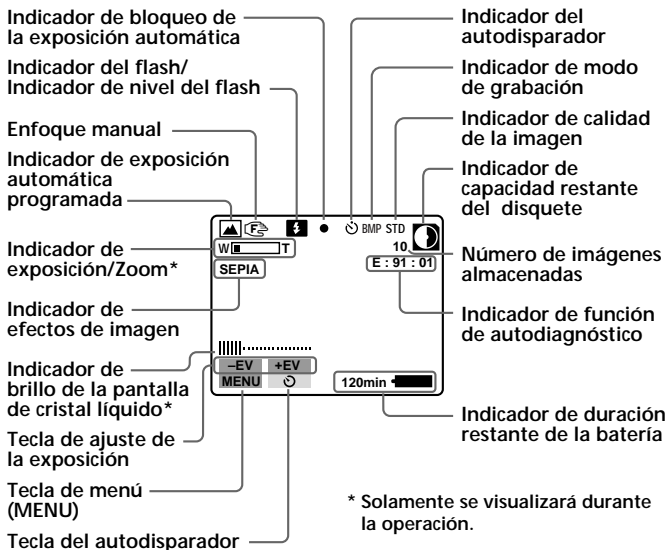 Indicador de bloqueo de
la exposición automática
Indicador del flash/
Indicador de nivel del flash
Enfoque manual
Indicador de exposición
automática
programada
Indicador de
exposición/Zoom*
Indicador de
efectos de imagen
Indicador de
brillo de la pantalla
de cristal líquido*
Tecla de ajuste de
la exposición
Tecla de menú
(MENU)
Tecla del autodisparador
F
BMP STD
W T
10
SEPIA
E : 91 : 01
–EV +EV
MENU
120min
Indicador del
autodisparador
Indicador de modo
de grabación
Indicador de calidad
de la imagen
Indicador de
capacidad restante
del disquete
Número de imágenes
almacenadas
Indicador de función
de autodiagnóstico
Indicador de duración
restante de la batería
* Solamente se visualizará durante
la operación.